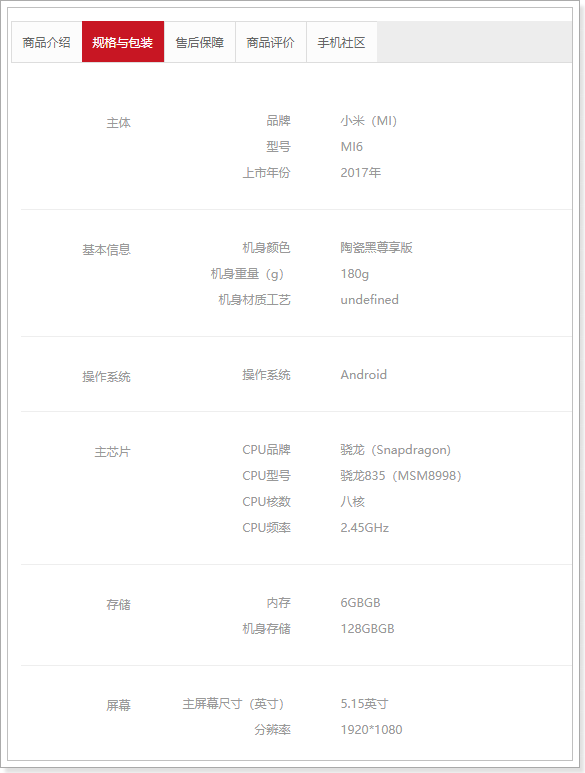 商品介绍 规格与包装 售后保障 商品评价 手机社区
主体 品牌 小米（MI）
型号 MI6
上市年份 2017年
基本信息 机身颜色 陶瓷黑尊享版
机身重量（g） 180g
机身材质工艺 undefined
操作系统 操作系统 Android
主芯片 CPU品牌 骁龙（Snapdragon)
CPU型号 骁龙835（MSM8998）
CPU核数 八核
CPU频率 2.45GHz
存储 内存 6GBGB
机身存储 128GBGB
屏幕 主屏幕尺寸（英寸） 5.15英寸
分辨率 1920*1080